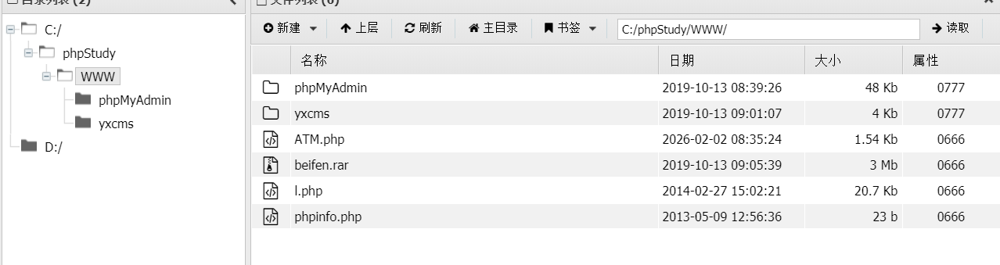 目录列表 (2)
文件列表 (6)
新建 上层 刷新 主目录 书签 C:/phpStudy/WWW/ 读取
C:/
phpStudy
WWW
phpMyAdmin
yxcms
D:/
名称 日期 大小 属性
phpMyAdmin 2019-10-13 08:39:26 48 Kb 0777
yxcms 2019-10-13 09:01:07 4 Kb 0777
ATM.php 2026-02-02 08:35:24 1.54 Kb 0666
beifen.rar 2019-10-13 09:05:39 3 Mb 0666
l.php 2014-02-27 15:02:21 20.7 Kb 0666
phpinfo.php 2013-05-09 12:56:36 23 b 0666